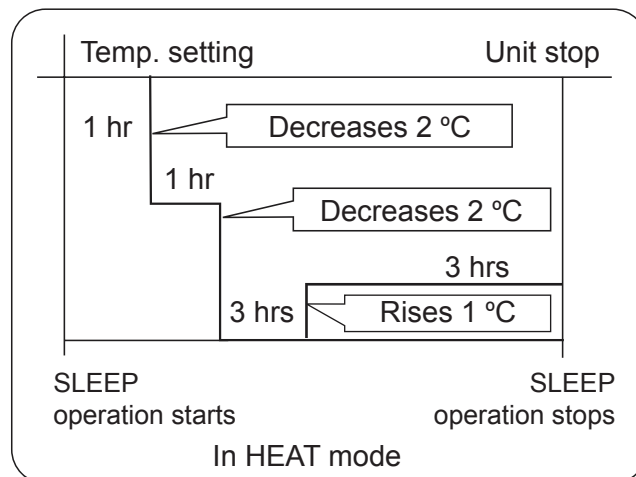 Temp. setting
Unit stop
1 hr
Decreases 2 ºC
1 hr
Decreases 2 ºC
3 hrs
3 hrs
Rises 1 ºC
SLEEP
operation starts
SLEEP
operation stops
In HEAT mode